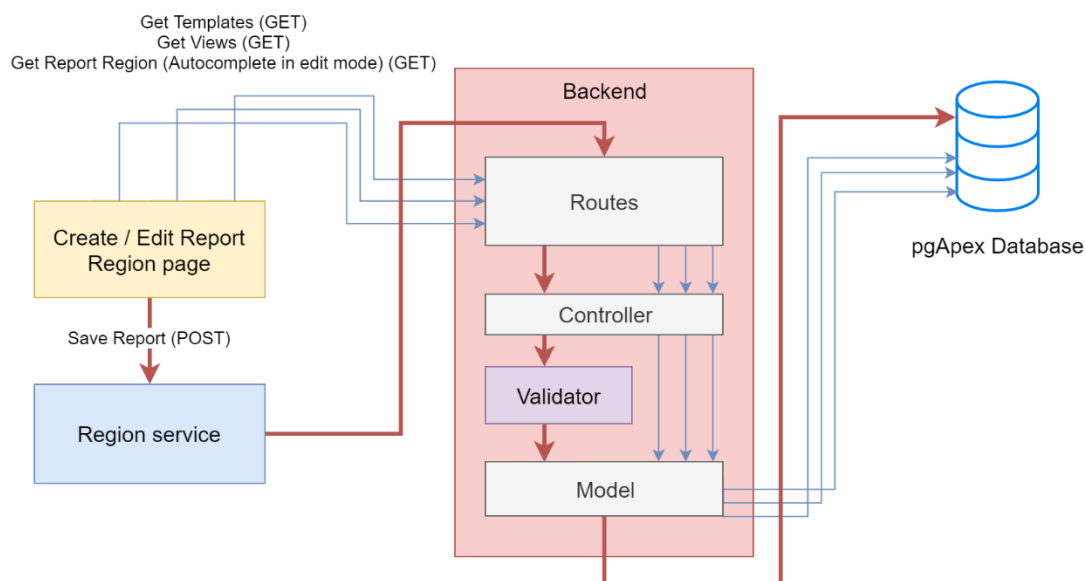 Get Templates (GET)
Get Views (GET)
Get Report Region (Autocomplete in edit mode) (GET)
Backend
Routes
Create / Edit Report
Region page
pgApex Database
Controller
Save Report (POST)
Validator
Region service
Model